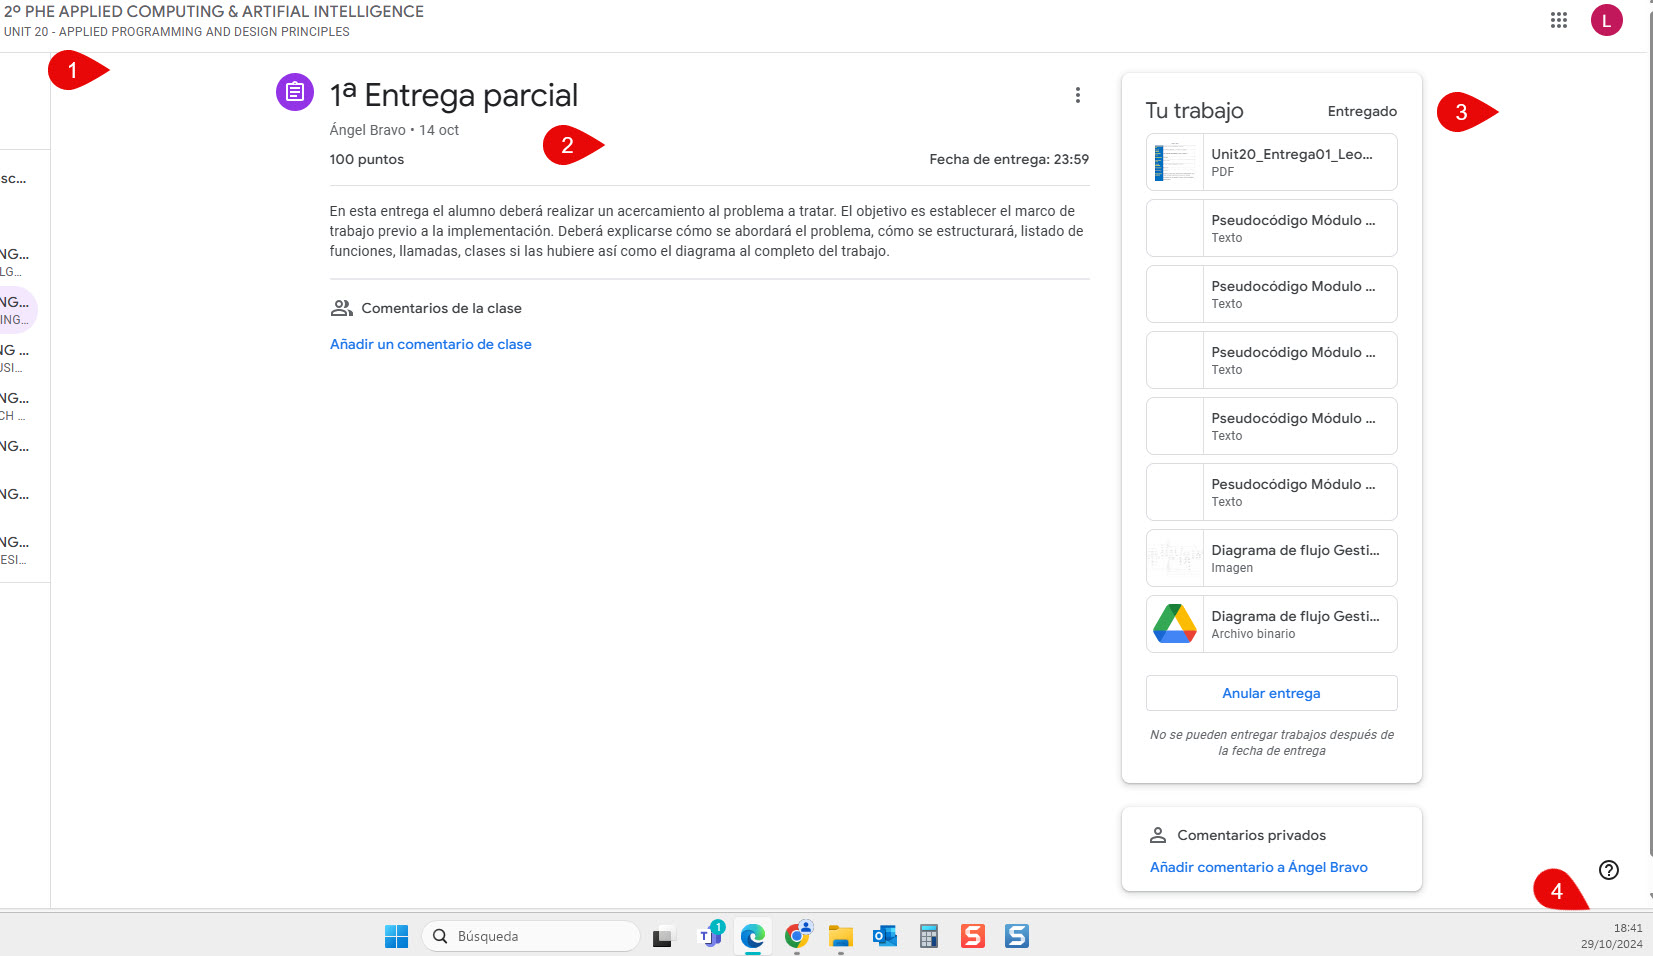 2º PHE APPLIED COMPUTING & ARTIFIAL INTELLIGENCE
UNIT 20 - APPLIED PROGRAMMING AND DESIGN PRINCIPLES
L
1
sc...
NG...
LG...
NG...
ING...
NG ...
USI...
NG...
CH ...
NG...
NG...
NG...
ESI...
1ª Entrega parcial
Ángel Bravo • 14 oct
2
100 puntos
Fecha de entrega: 23:59
En esta entrega el alumno deberá realizar un acercamiento al problema a tratar. El objetivo es establecer el marco de
trabajo previo a la implementación. Deberá explicarse cómo se abordará el problema, cómo se estructurará, listado de
funciones, llamadas, clases si las hubiere así como el diagrama al completo del trabajo.
Comentarios de la clase
Añadir un comentario de clase
Tu trabajo
Entregado
3
Unit20_Entrega01_Leo...
PDF
Pseudocódigo Módulo ...
Texto
Pseudocódigo Modulo ...
Texto
Pseudocódigo Módulo ...
Texto
Pseudocódigo Módulo ...
Texto
Pesudocódigo Módulo ...
Texto
Diagrama de flujo Gesti...
Imagen
Diagrama de flujo Gesti...
Archivo binario
Anular entrega
No se pueden entregar trabajos después de
la fecha de entrega
Comentarios privados
Añadir comentario a Ángel Bravo
4
Búsqueda
1
18:41
29/10/2024